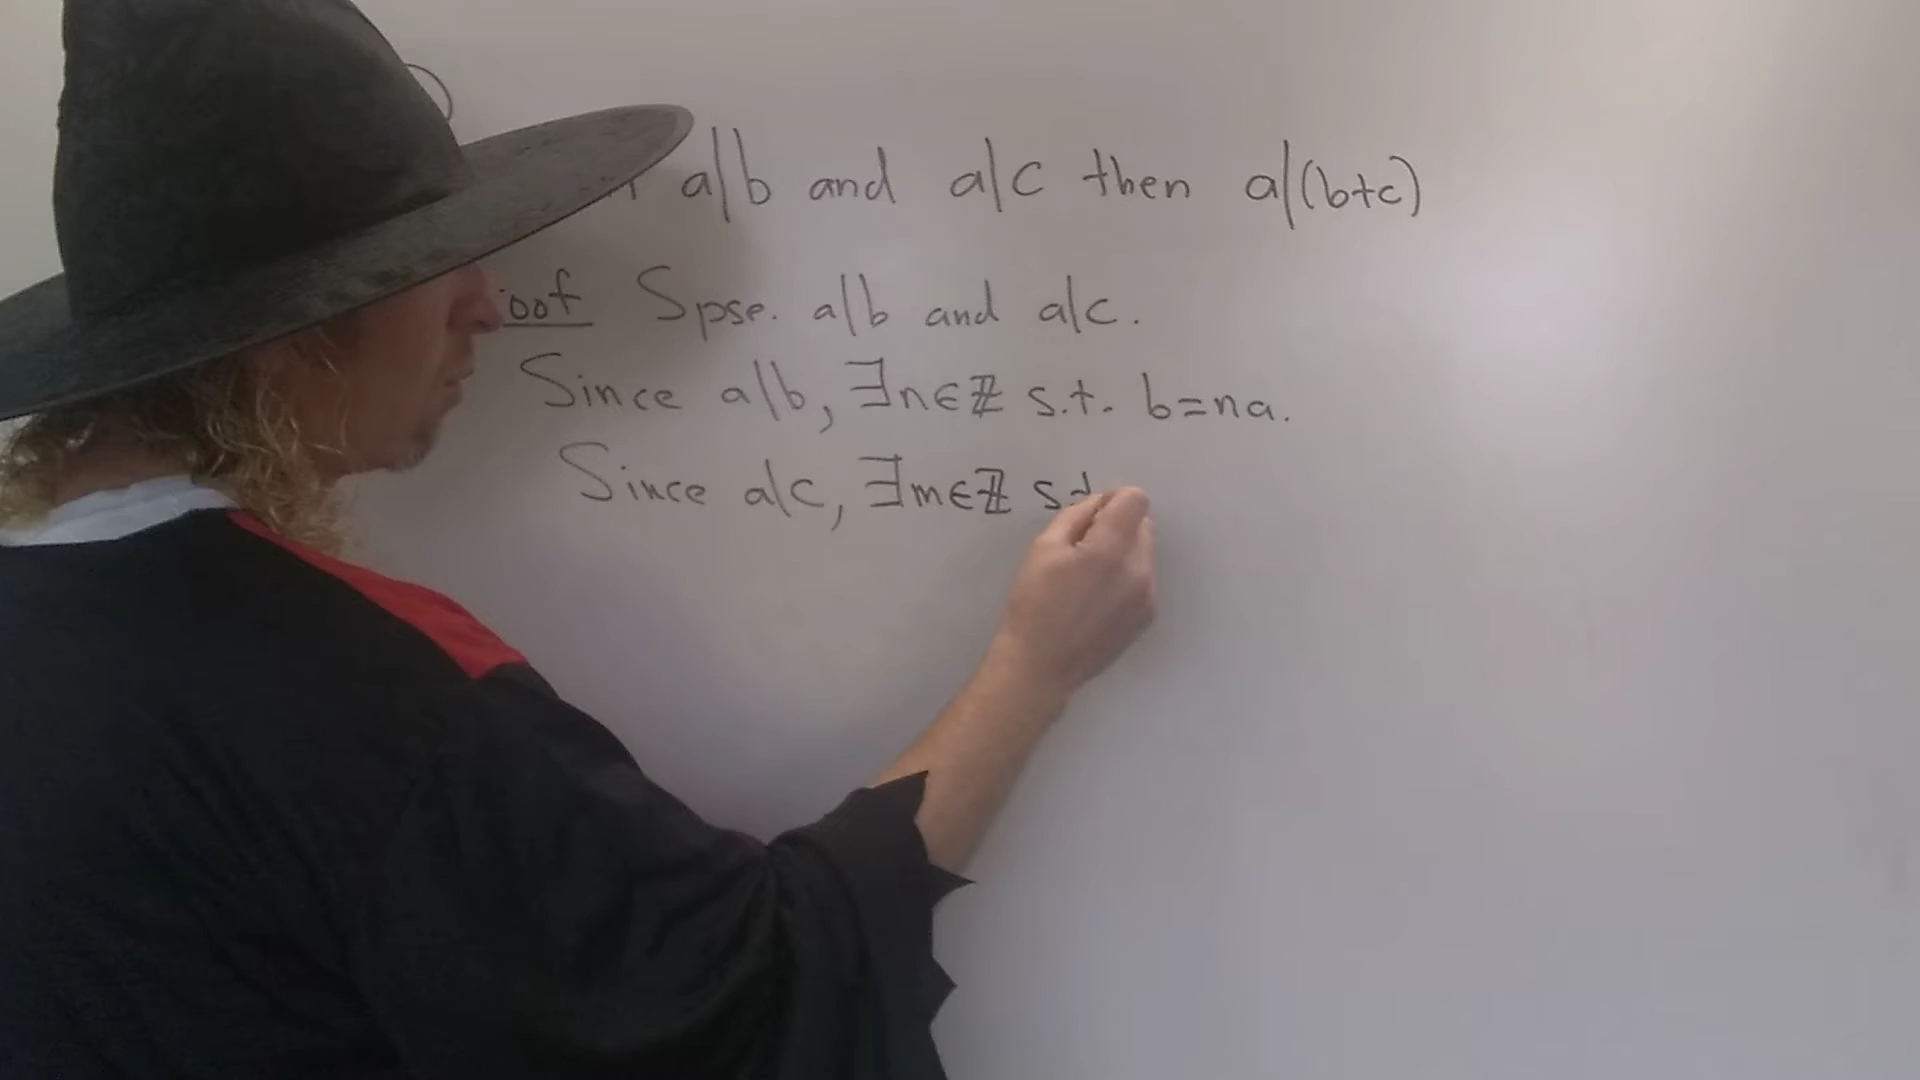 a|b and a|c then a|(b+c)
oof Spse. a|b and a|c.
Since a|b, ∃n∈ℤ s.t. b=na.
Since a|c, ∃m∈ℤ s.t